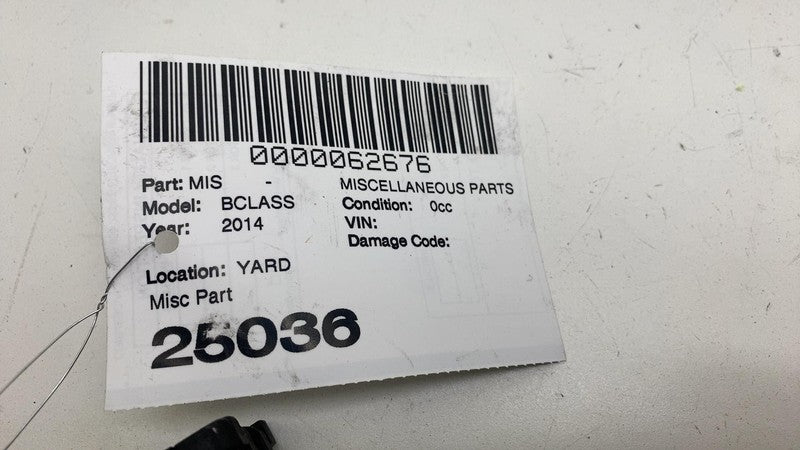 0000062676
Part: MIS - MISCELLANEOUS PARTS
Model: BCLASS Condition: 0cc
Year: 2014 VIN:
Damage Code:
Location: YARD
Misc Part
25036